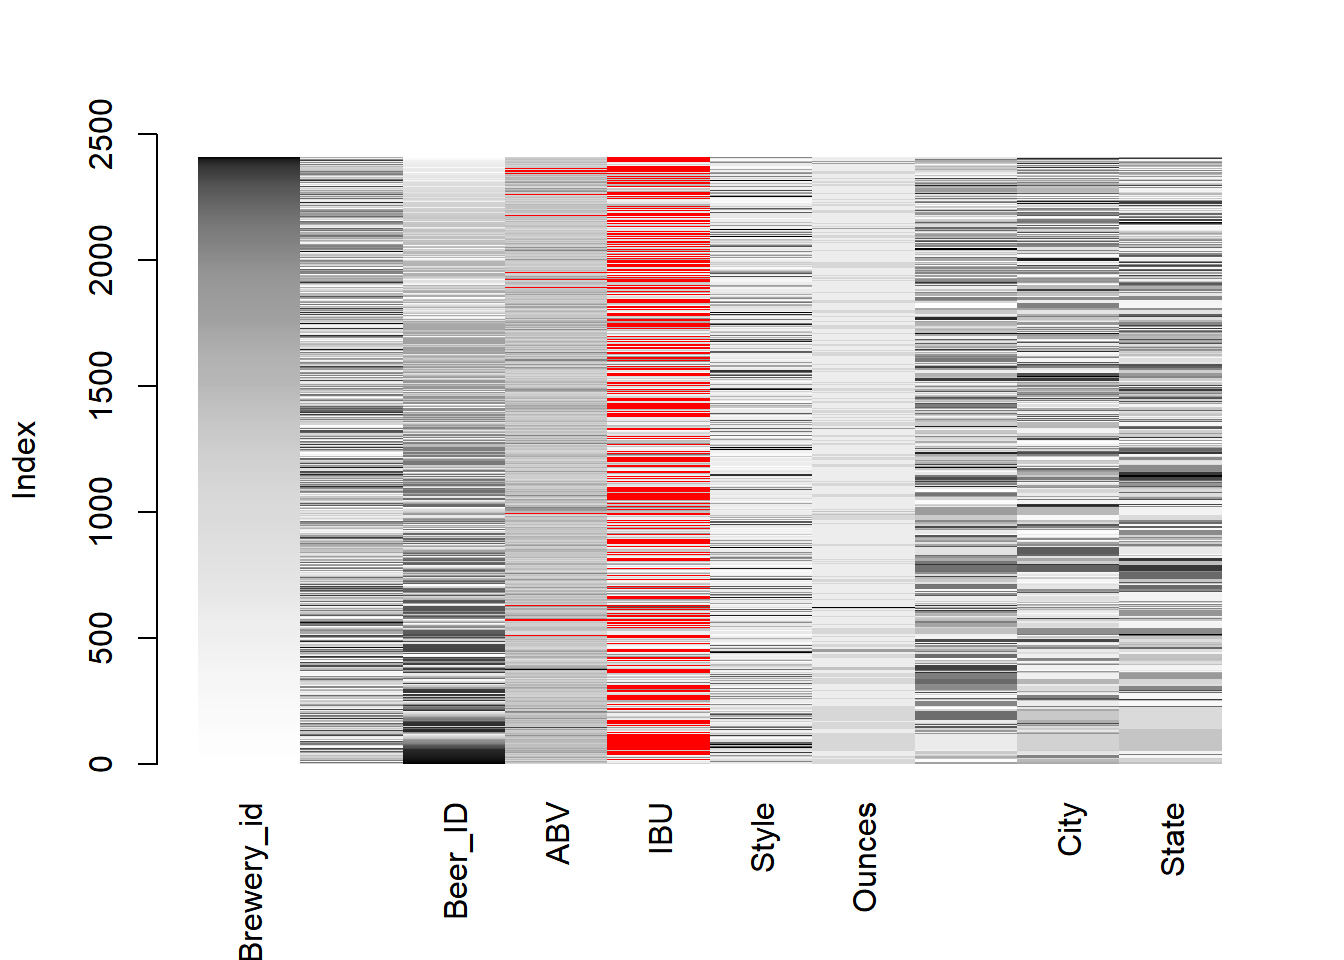 Index
2500
2000
1500
1000
500
0
Brewery_id
Beer_ID
ABV
IBU
Style
Ounces
City
State